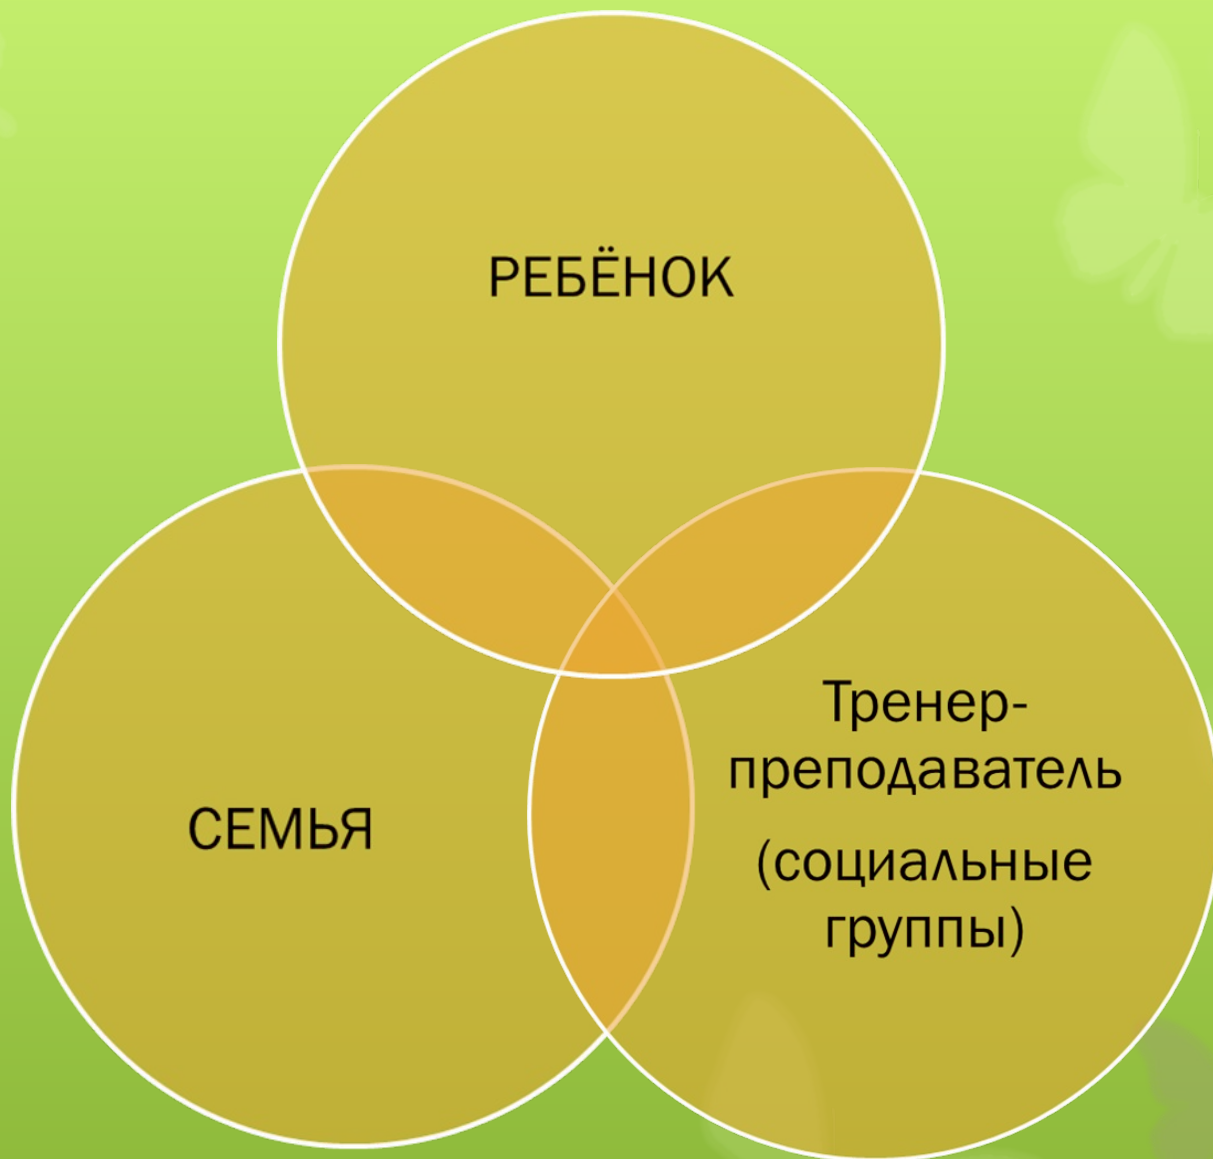 РЕБЁНОК
СЕМЬЯ
Тренер-
преподаватель
(социальные
группы)